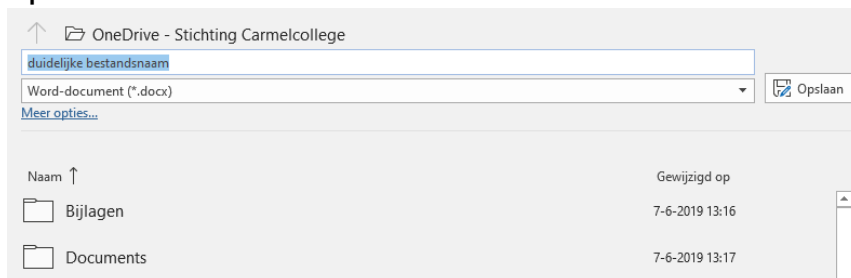 OneDrive - Stichting Carmelcollege
duidelijke bestandsnaam
Word-document (*.docx)
Opslaan
Meer opties...
Naam ↑
Gewijzigd op
Bijlagen
7-6-2019 13:16
Documents
7-6-2019 13:17